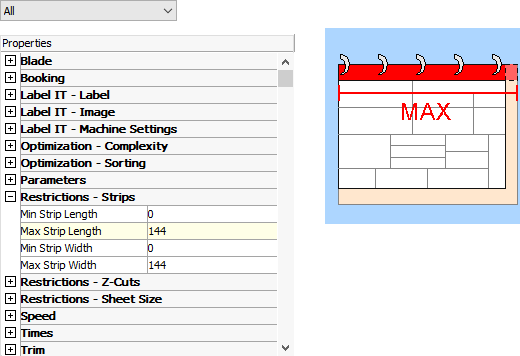 All
Properties
Blade
Booking
Label IT - Label
Label IT - Image
Label IT - Machine Settings
Optimization - Complexity
Optimization - Sorting
Parameters
Restrictions - Strips
Min Strip Length 0
Max Strip Length 144
Min Strip Width 0
Max Strip Width 144
Restrictions - Z-Cuts
Restrictions - Sheet Size
Speed
Times
Trim
MAX